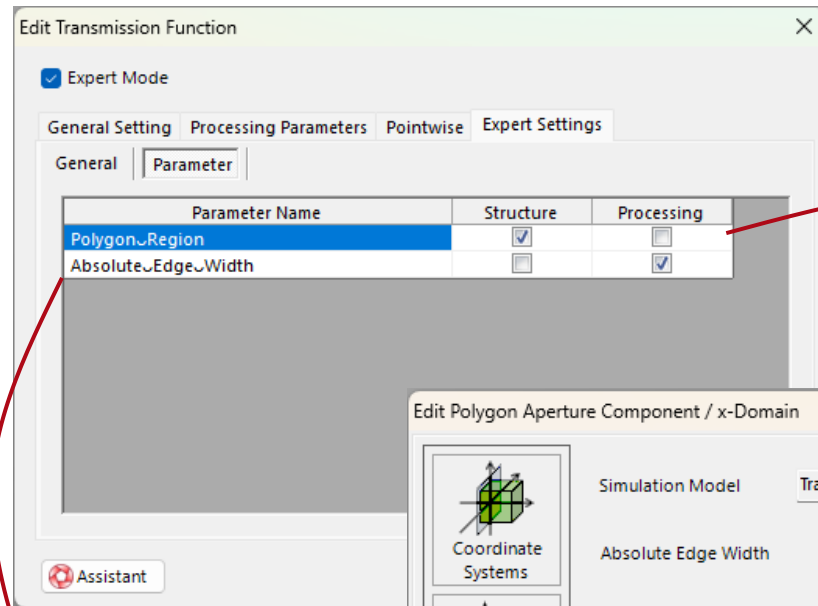 Edit Transmission Function
Expert Mode
General Setting Processing Parameters Pointwise Expert Settings
General Parameter
Parameter Name Structure Processing
Polygon⌣Region
Absolute⌣Edge⌣Width
Edit Polygon Aperture Component / x-Domain
Simulation Model Tra
Coordinate
Systems
Absolute Edge Width
Assistant